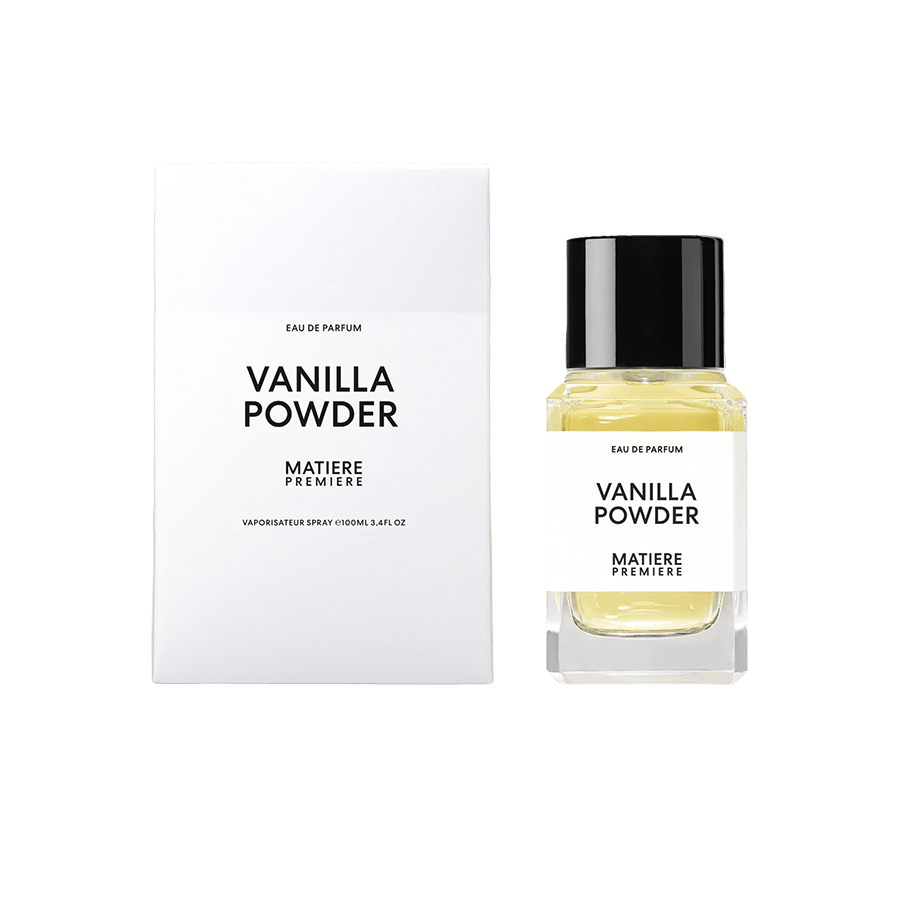 EAU DE PARFUM
VANILLA
POWDER
MATIERE
PREMIERE
VAPORISATEUR SPRAY ℮100ML 3,4FL OZ
EAU DE PARFUM
VANILLA
POWDER
MATIERE
PREMIERE